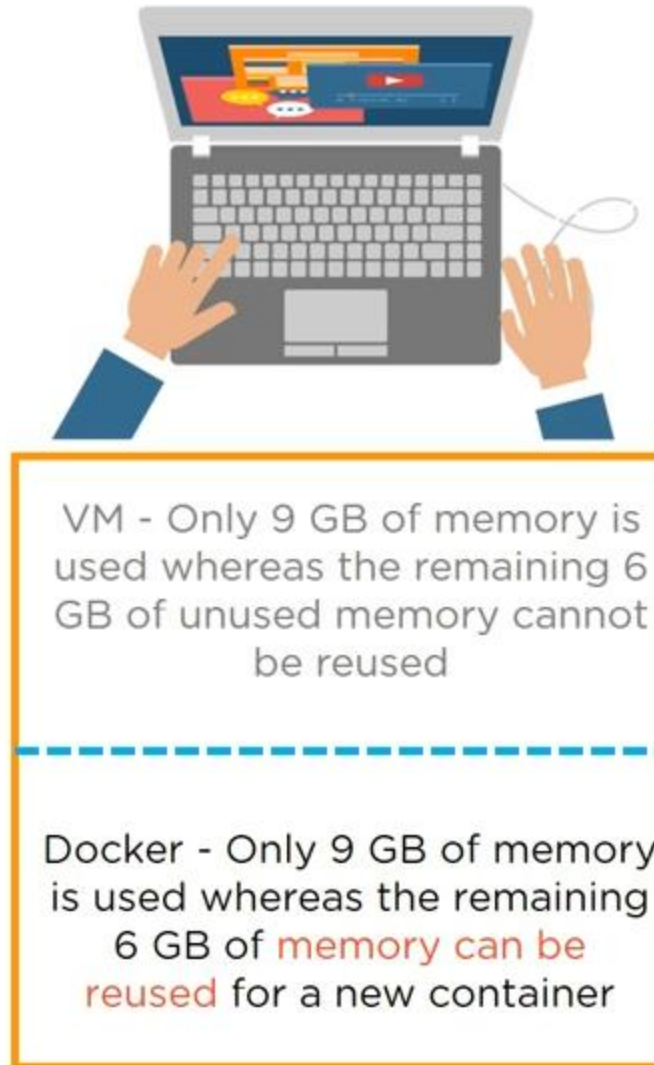 VM - Only 9 GB of memory is
used whereas the remaining 6
GB of unused memory cannot
be reused
Docker - Only 9 GB of memory
is used whereas the remaining
6 GB of memory can be
reused for a new container